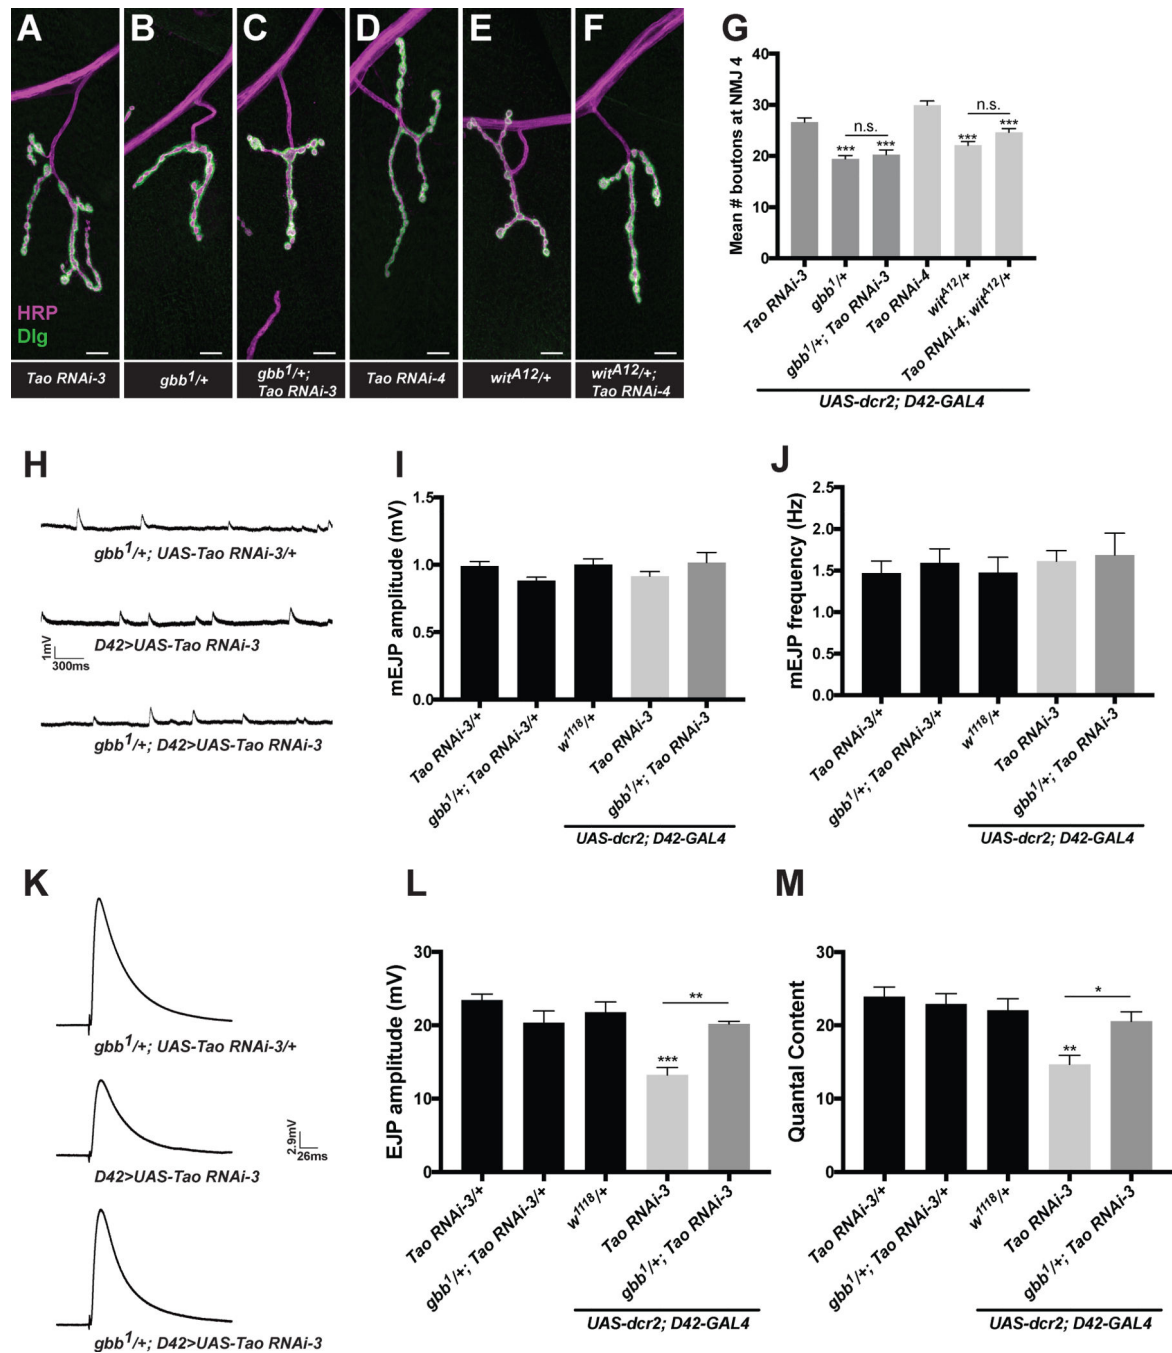 A
B
C
D
E
F
HRP
Dlg
Tao RNAi-3
gbb1/+
gbb1/+;
Tao RNAi-3
Tao RNAi-4
witA12/+
witA12/+;
Tao RNAi-4
G
Mean # boutons at NMJ 4
40
30
20
10
0
n.s.
n.s.
***
***
***
***
Tao RNAi-3
gbb1/+
gbb1/+; Tao RNAi-3
Tao RNAi-4
witA12/+
Tao RNAi-4; witA12/+
UAS-dcr2; D42-GAL4
H
gbb1/+; UAS-Tao RNAi-3/+
D42>UAS-Tao RNAi-3
1mV
300ms
gbb1/+; D42>UAS-Tao RNAi-3
I
mEJP amplitude (mV)
1.5
1.0
0.5
0.0
Tao RNAi-3/+
gbb1/+; Tao RNAi-3/+
w1118/+
Tao RNAi-3
gbb1/+; Tao RNAi-3
UAS-dcr2; D42-GAL4
J
mEJP frequency (Hz)
2.5
2.0
1.5
1.0
0.5
0.0
Tao RNAi-3/+
gbb1/+; Tao RNAi-3/+
w1118/+
Tao RNAi-3
gbb1/+; Tao RNAi-3
UAS-dcr2; D42-GAL4
K
gbb1/+; UAS-Tao RNAi-3/+
2.9mV
26ms
D42>UAS-Tao RNAi-3
gbb1/+; D42>UAS-Tao RNAi-3
L
EJP amplitude (mV)
30
20
10
0
**
***
Tao RNAi-3/+
gbb1/+; Tao RNAi-3/+
w1118/+
Tao RNAi-3
gbb1/+; Tao RNAi-3
UAS-dcr2; D42-GAL4
M
Quantal Content
30
20
10
0
*
**
Tao RNAi-3/+
gbb1/+; Tao RNAi-3/+
w1118/+
Tao RNAi-3
gbb1/+; Tao RNAi-3
UAS-dcr2; D42-GAL4